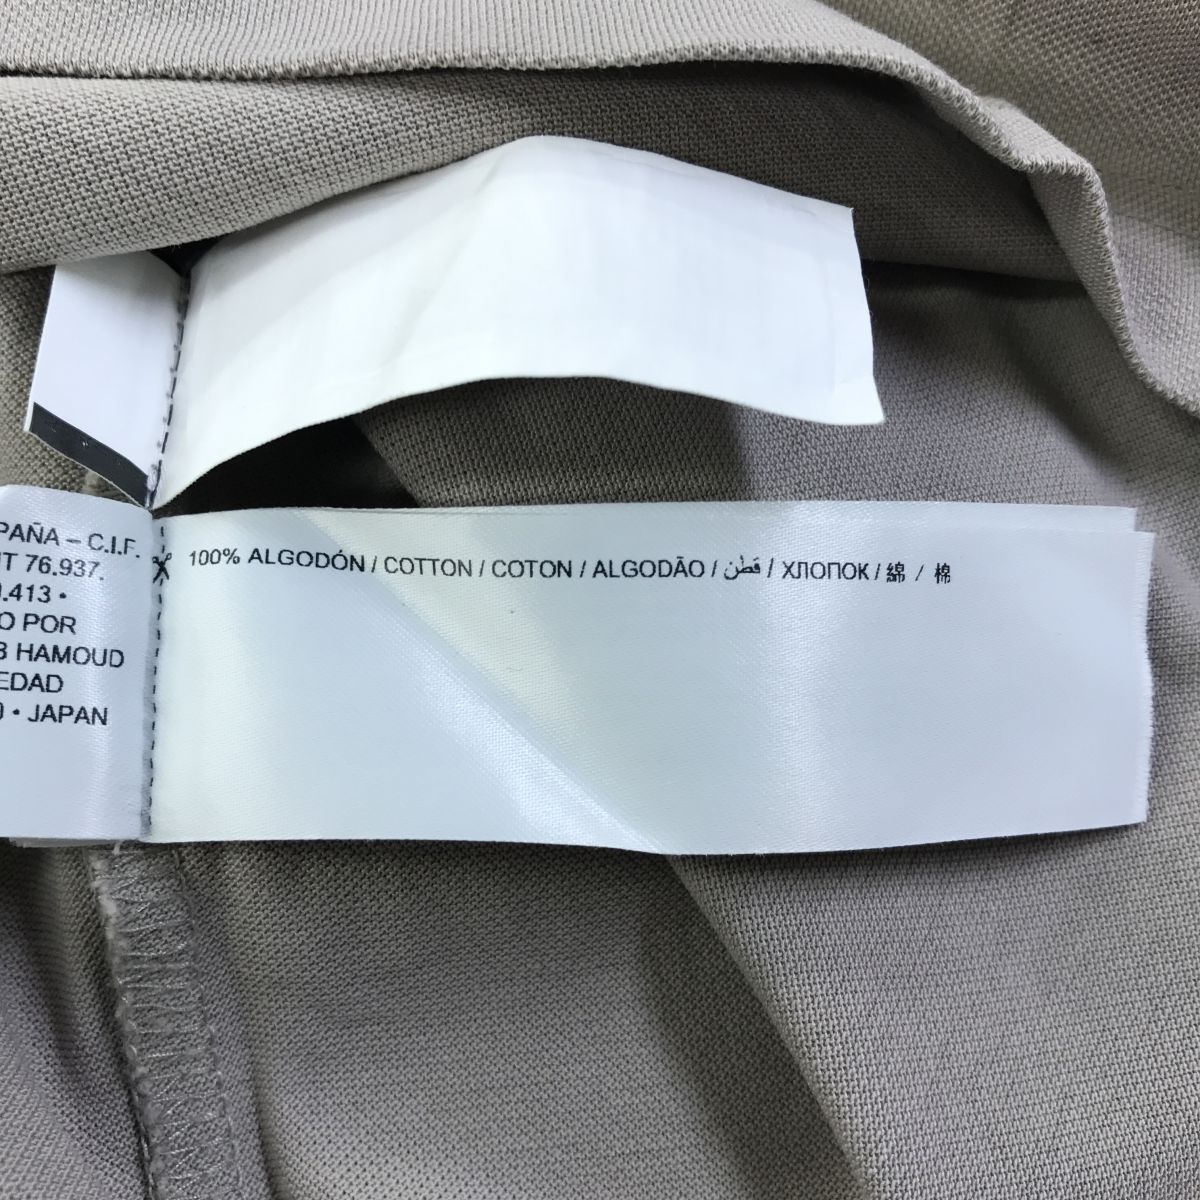 PAÑA – C.I.F.
76.937.
.413 •
O POR
HAMOUD
EDAD
• JAPAN
100% ALGODÓN / COTTON / COTON / ALGODÃO / قطن / ХЛОПОК / 綿 / 棉